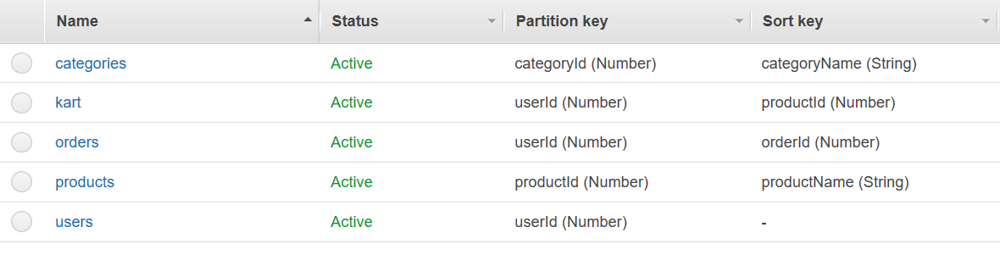 Name Status Partition key Sort key
categories Active categoryId (Number) categoryName (String)
kart Active userId (Number) productId (Number)
orders Active userId (Number) orderId (Number)
products Active productId (Number) productName (String)
users Active userId (Number) -